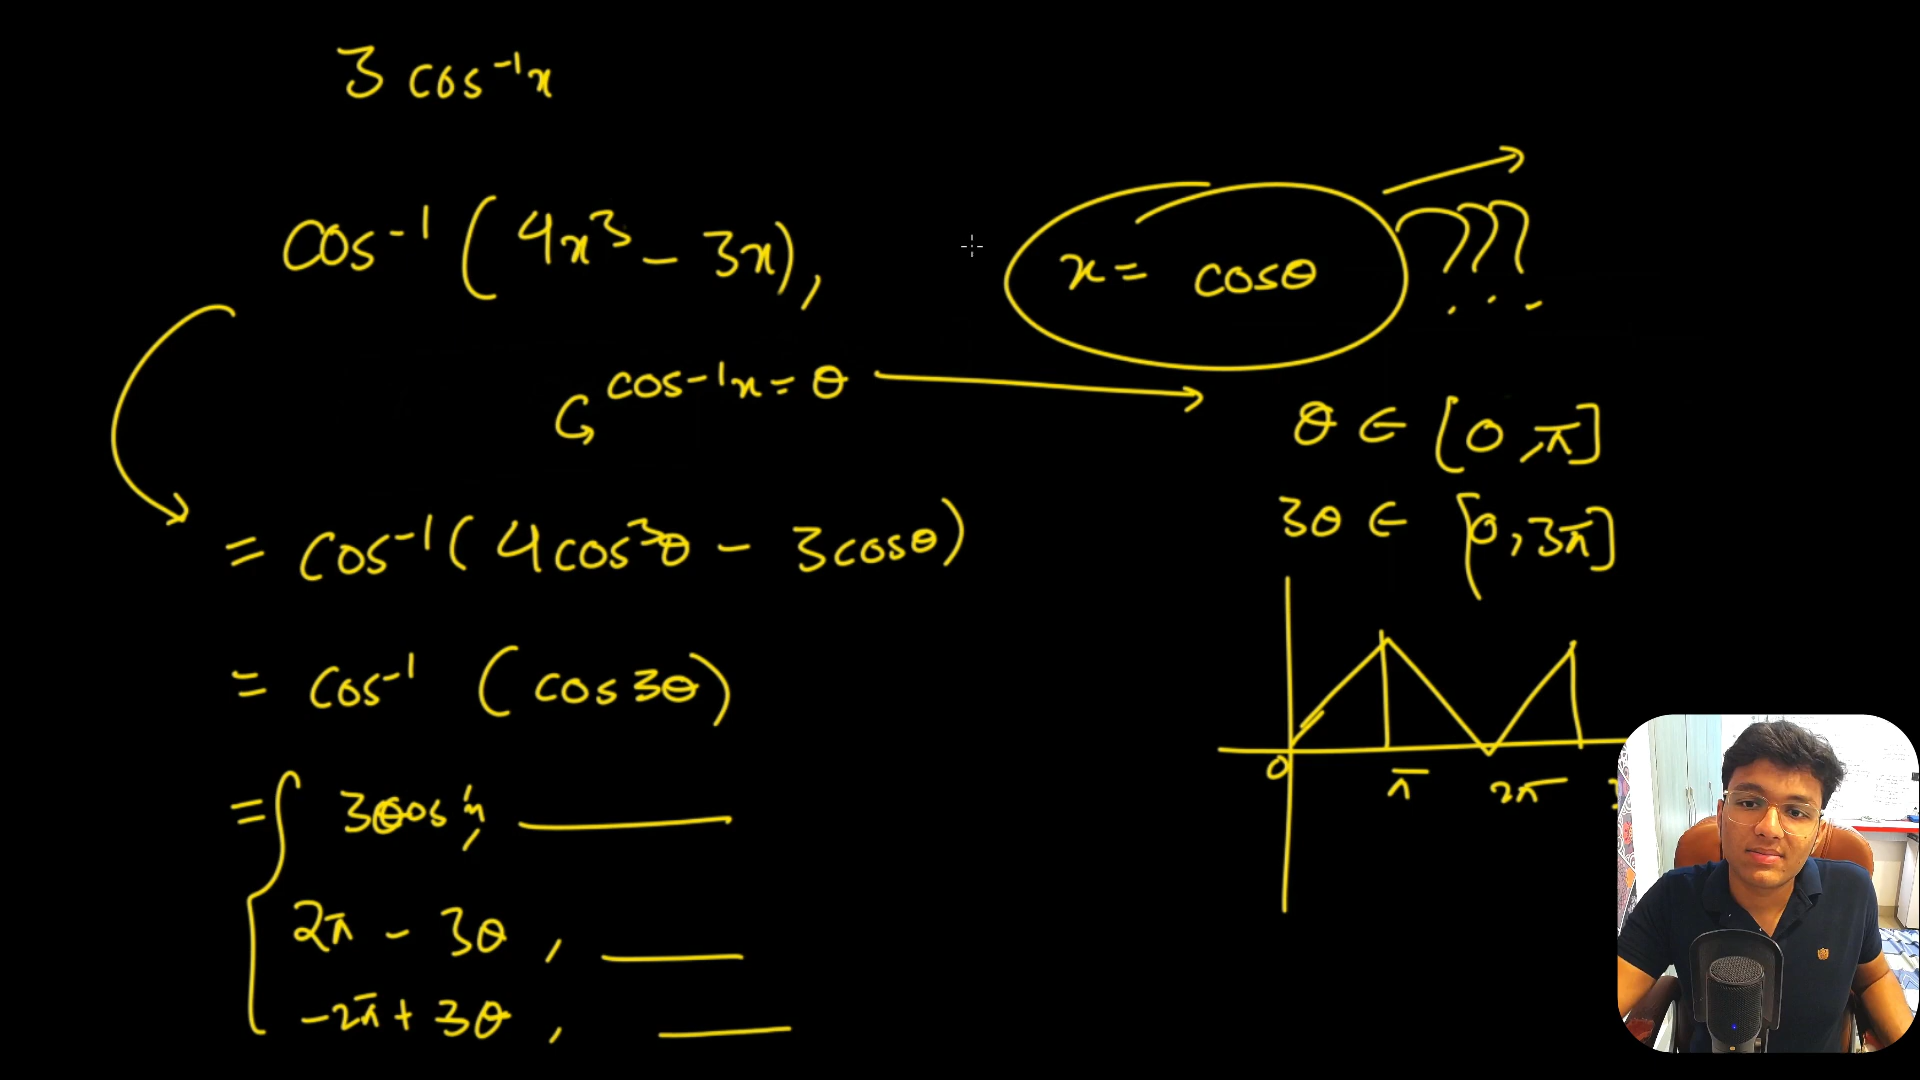 3 cos⁻¹x
cos⁻¹ (4x³ – 3x),
x = cosθ ???
cos⁻¹x = θ
θ ∈ [0, π]
3θ ∈ [0, 3π]
= cos⁻¹(4cos³θ – 3cosθ)
= cos⁻¹ (cos3θ)
2π – 3θ ,
–2π + 3θ ,
0 π 2π